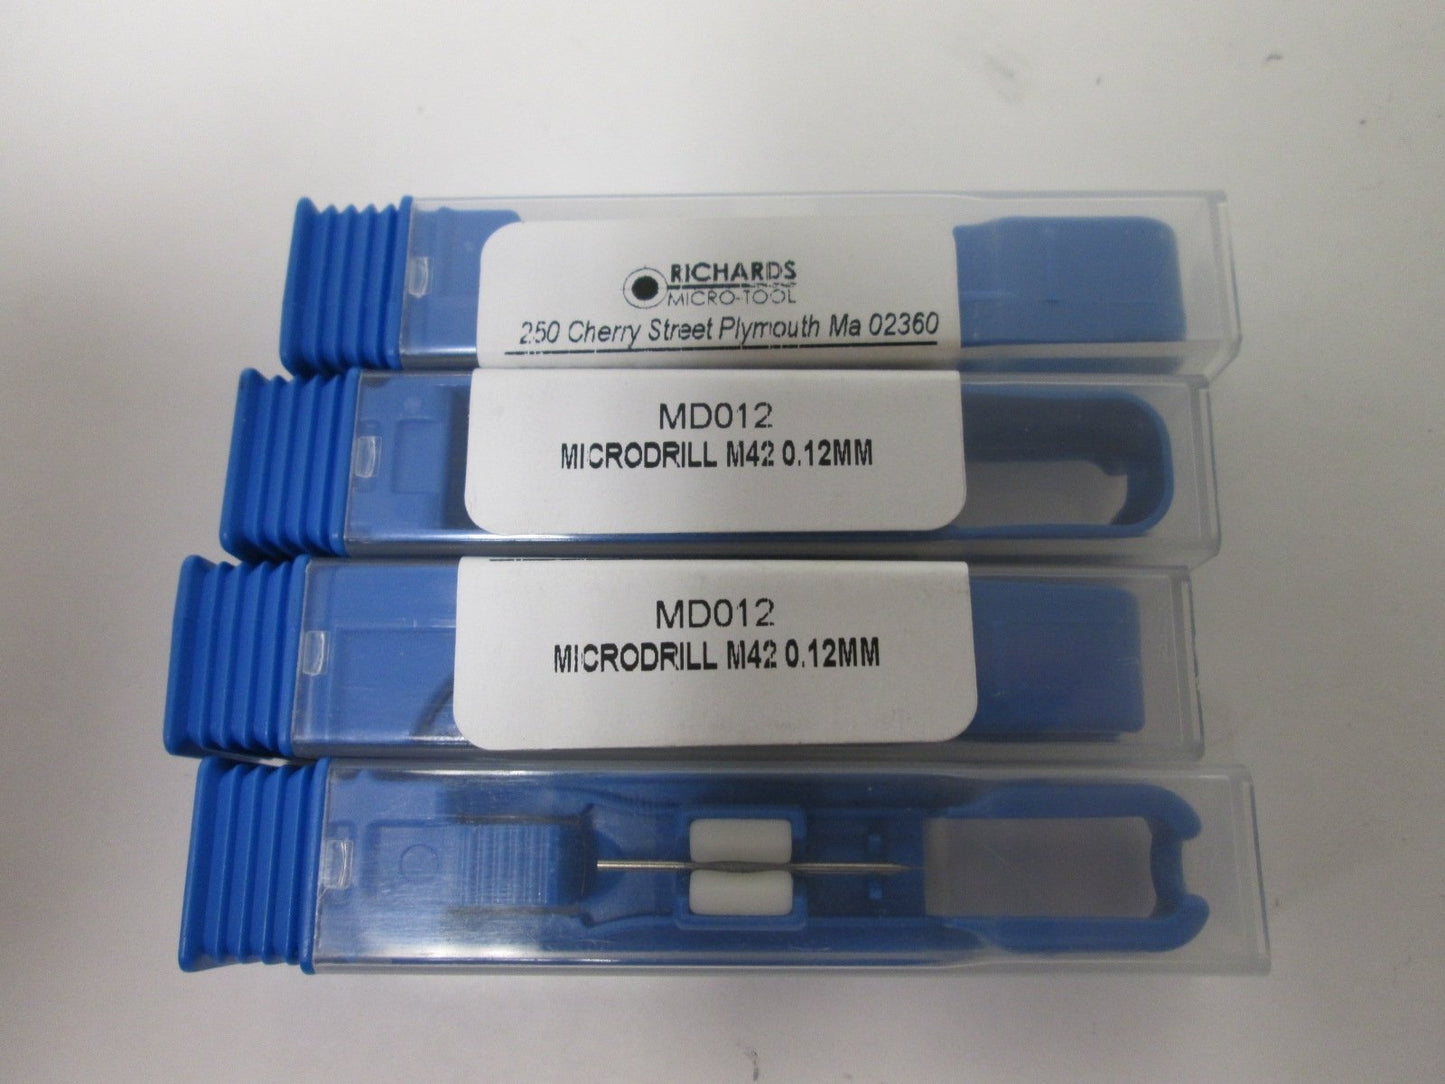 RICHARDS
MICRO-TOOL
250 Cherry Street Plymouth Ma 02360
MD012
MICRODRILL M42 0.12MM
MD012
MICRODRILL M42 0.12MM